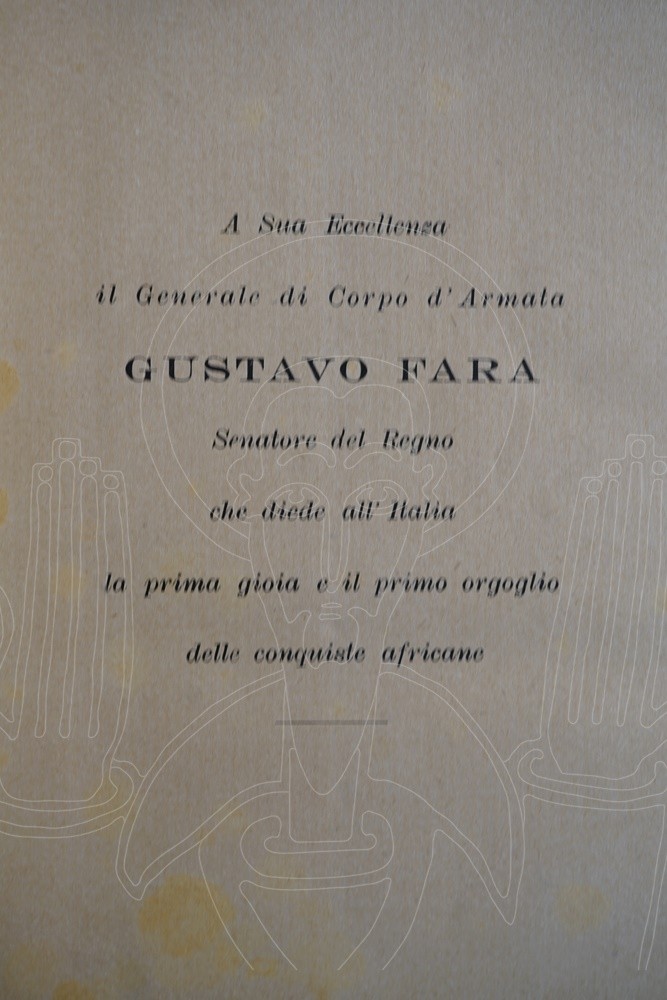 A Sua Eccellenza
il Generale di Corpo d'Armata
GUSTAVO FARA
Senatore del Regno
che diede all'Italia
la prima gioia e il primo orgoglio
delle conquiste africane